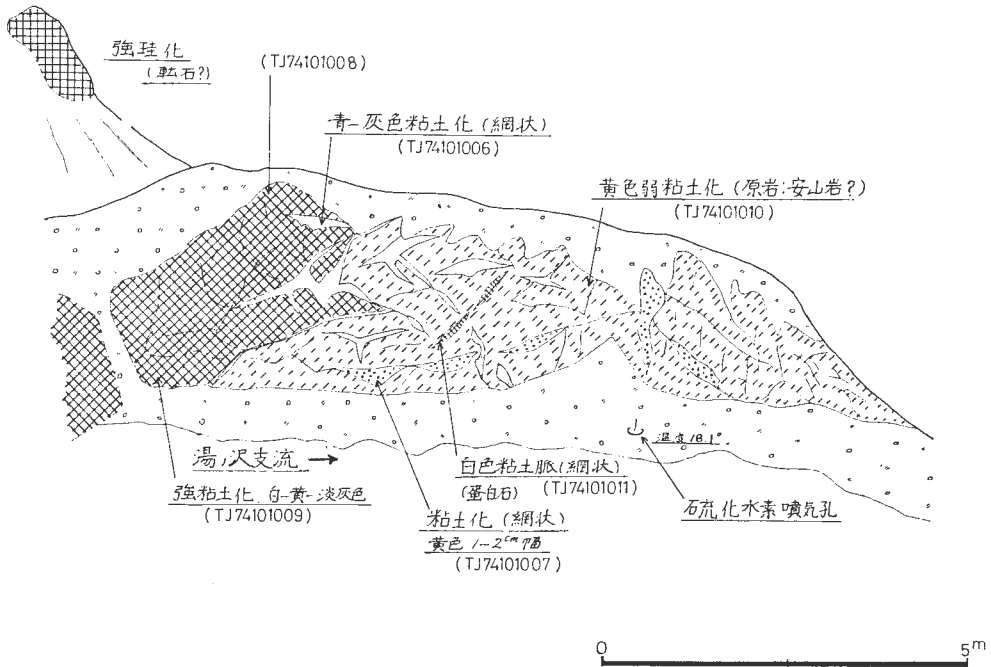 強珪化
(転石?)
(TJ74101008)
青-灰色粘土化 (網状)
(TJ74101006)
黄色弱粘土化 (原岩:安山岩?)
(TJ74101010)
温度 18.1°
湯ノ沢支流 →
強粘土化 白-黄-淡灰色
(TJ74101009)
白色粘土脈(網状)
(蛋白石) (TJ74101011)
粘土化 (網状)
黄色 1-2cm幅
(TJ74101007)
硫化水素噴気孔
0 5m